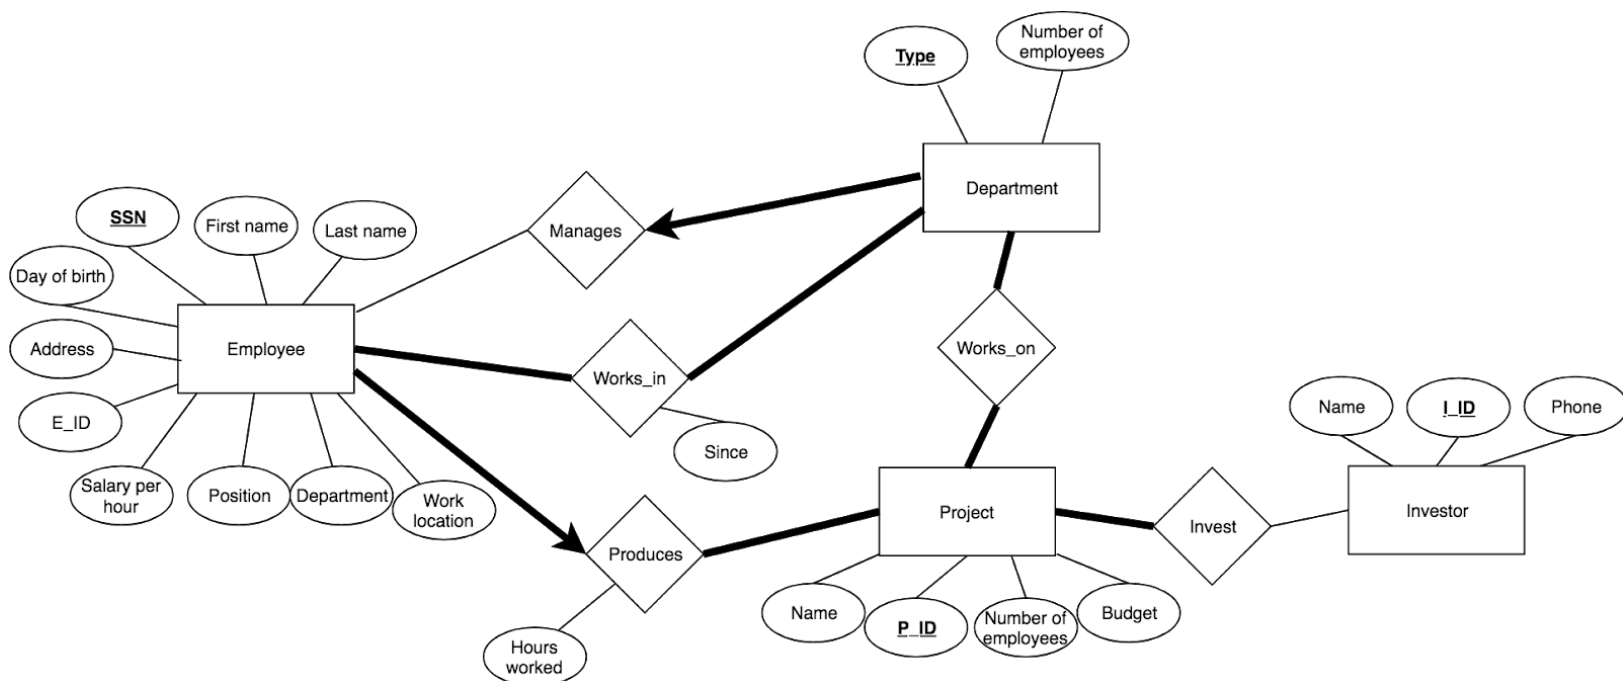 Type
Number of
employees
Department
SSN
First name
Last name
Manages
Day of birth
Address
Employee
Works_in
Works_on
E_ID
Since
Salary per
hour
Position
Department
Work
location
Name
I_ID
Phone
Produces
Project
Invest
Investor
Hours
worked
Name
P_ID
Number of
employees
Budget